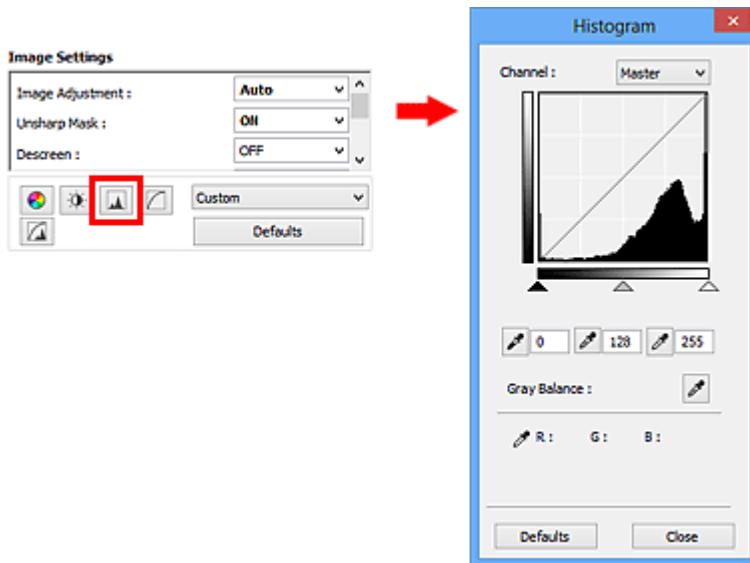 Image Settings
Image Adjustment : Auto
Unsharp Mask : ON
Descreen : OFF
Custom
Defaults
Histogram
Channel : Master
0 128 255
Gray Balance :
R : G : B :
Defaults Close